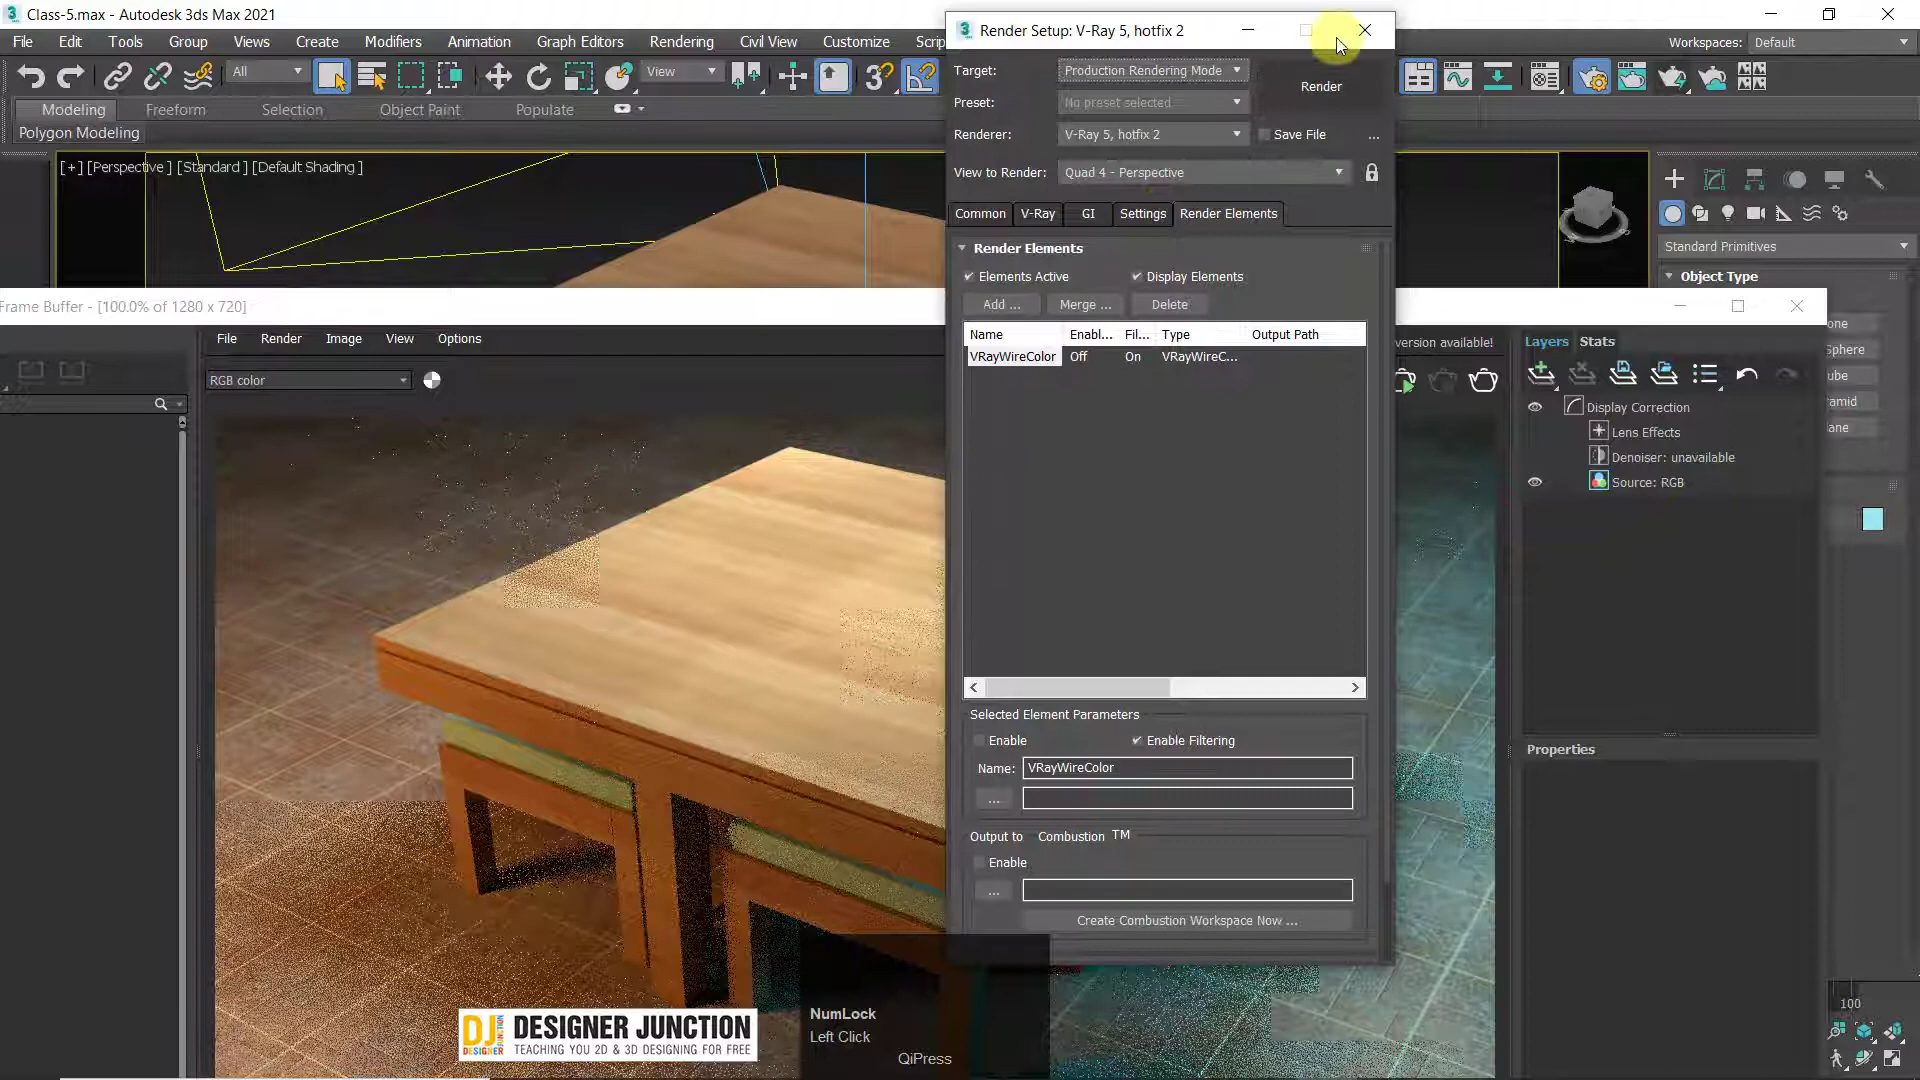 Class-5.max - Autodesk 3ds Max 2021
File Edit Tools Group Views Create Modifiers Animation Graph Editors Rendering Civil View Customize Scrip
Workspaces: Default
All
View
Modeling Freeform Selection Object Paint Populate
Polygon Modeling
[+] [Perspective ] [Standard ] [Default Shading ]
Render Setup: V-Ray 5, hotfix 2
Target: Production Rendering Mode
Render
Preset: No preset selected
Renderer: V-Ray 5, hotfix 2
Save File ...
View to Render: Quad 4 - Perspective
Common V-Ray GI Settings Render Elements
Render Elements
Elements Active Display Elements
Add ... Merge ... Delete
Name Enabl... Fil... Type Output Path
VRayWireColor Off On VRayWireC...
Selected Element Parameters
Enable Enable Filtering
Name: VRayWireColor
...
Output to Combustion TM
Enable
...
Create Combustion Workspace Now ...
Standard Primitives
Object Type
one
Sphere
ube
ramid
lane
Frame Buffer - [100.0% of 1280 x 720]
File Render Image View Options
version available!
RGB color
Layers Stats
Display Correction
Lens Effects
Denoiser: unavailable
Source: RGB
Properties
100
DJ DESIGNER JUNCTION
DESIGNER JUNCTION
TEACHING YOU 2D & 3D DESIGNING FOR FREE
NumLock
Left Click
QiPress